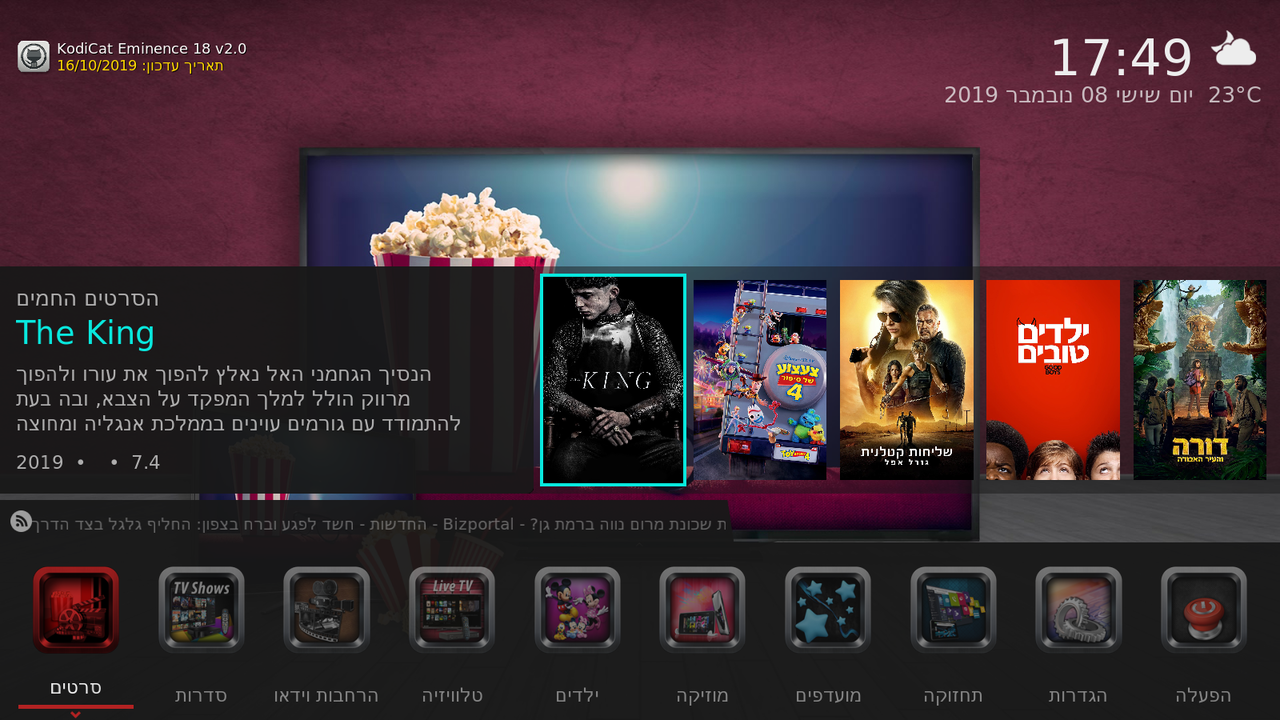 KodiCat Eminence 18 v2.0
תאריך עדכון: 16/10/2019
17:49
יום שישי 08 נובמבר 2019
23°C
הסרטים החמים
The King
הנסיך הגחמני האל נאלץ להפוך את עורו ולהפוך
מרווק הולל למלך המפקד על הצבא, ובה בעת
להתמודד עם גורמים עוינים בממלכת אנגליה ומחוצה
2019 • • 7.4
THE KING
צעצוע
של סיפור
4
שליחות קטלנית
גורל אפל
ילדים
טובים
GOOD
BOYS
דורה
והעיר האבודה
ת שכונת מרום נווה ברמת גן? - Bizportal - החדשות - חשד לפגע וברח בצפון: החליף גלגל בצד הדרך
TV Shows
Live TV
סרטים
סדרות
הרחבות וידאו
טלוויזיה
ילדים
מוזיקה
מועדפים
תחזוקה
הגדרות
הפעלה